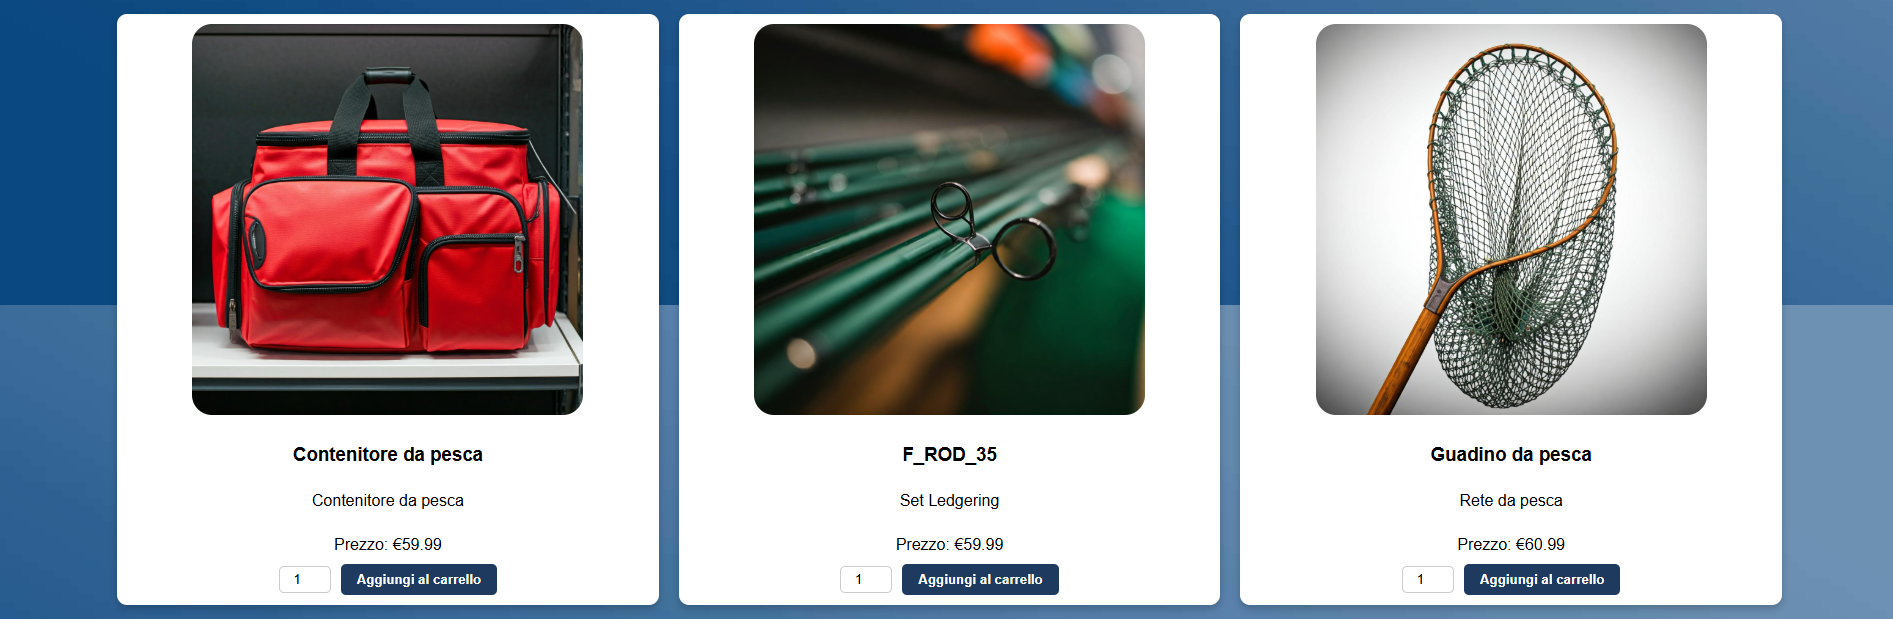 Contenitore da pesca
Contenitore da pesca
Prezzo: €59.99
1 Aggiungi al carrello
F_ROD_35
Set Ledgering
Prezzo: €59.99
1 Aggiungi al carrello
Guadino da pesca
Rete da pesca
Prezzo: €60.99
1 Aggiungi al carrello